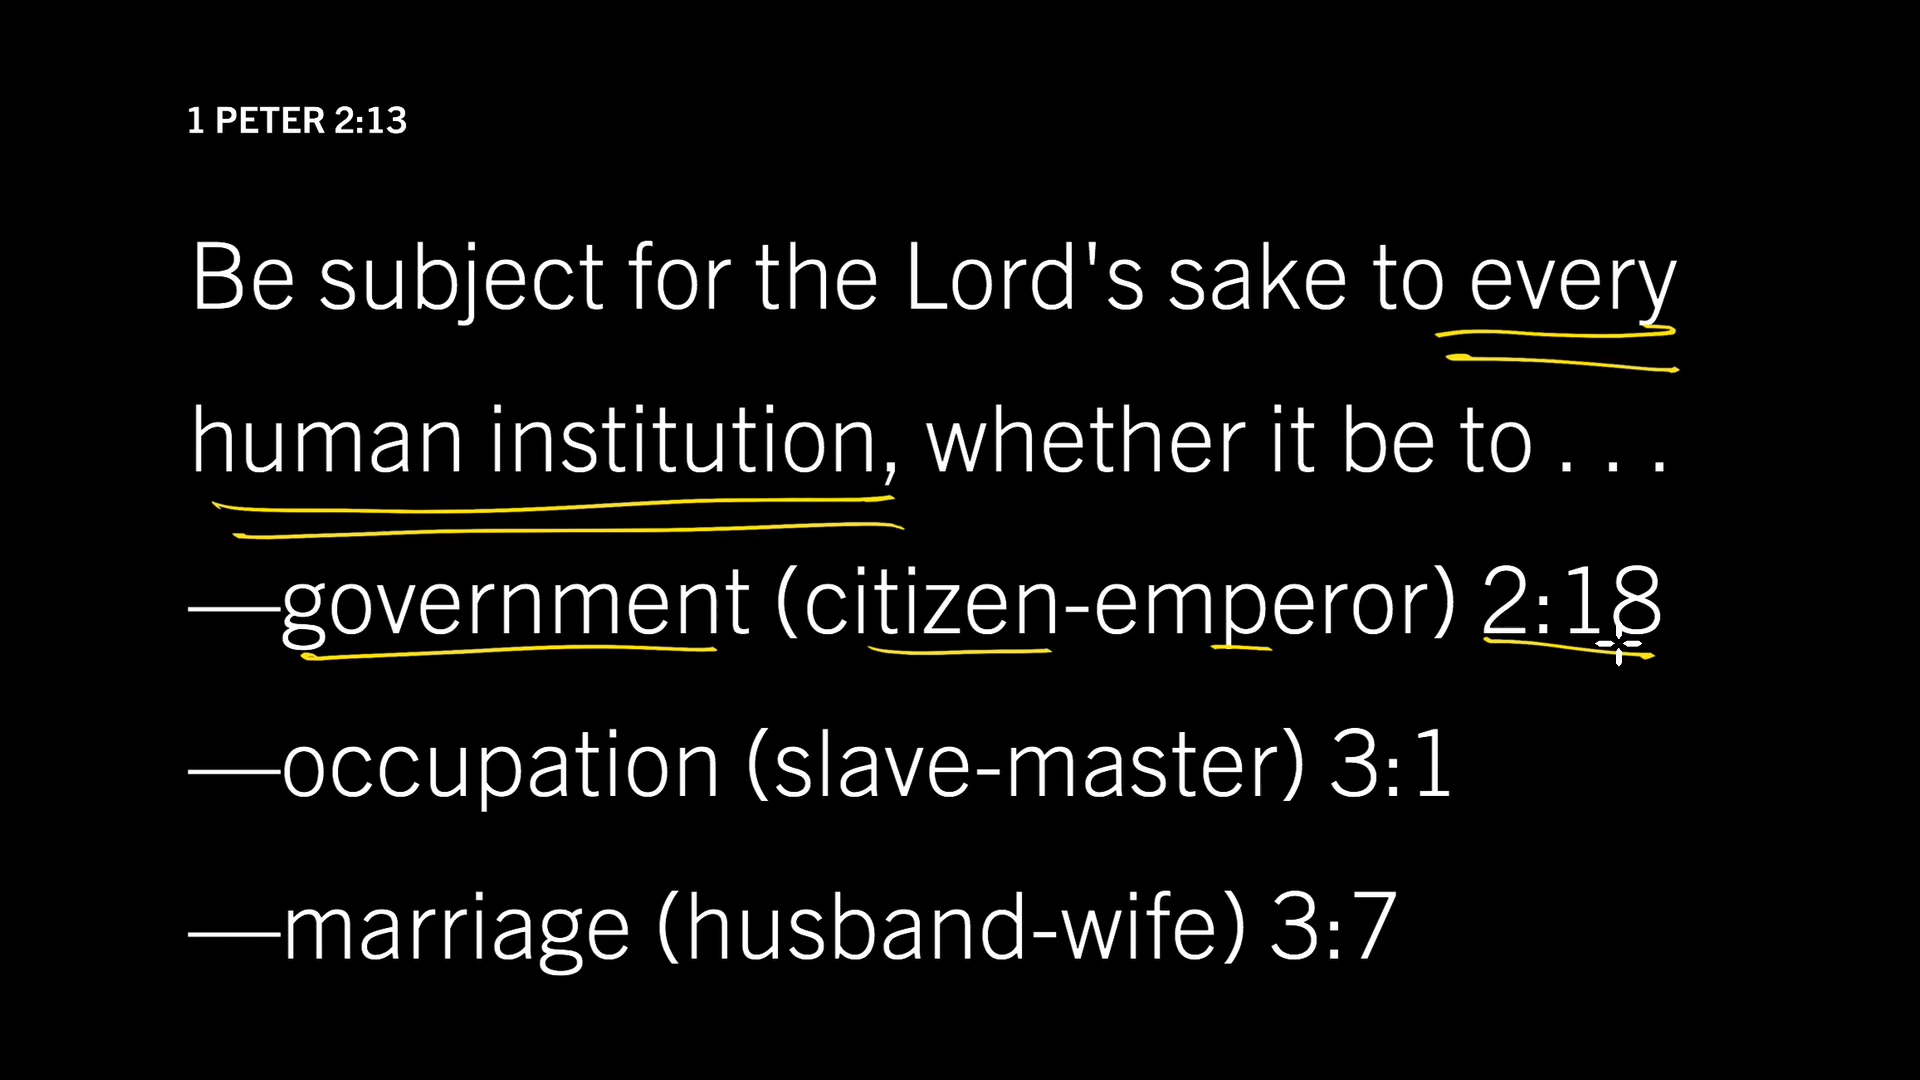 1 PETER 2:13
Be subject for the Lord's sake to every
human institution, whether it be to . . .
—government (citizen-emperor) 2:18
—occupation (slave-master) 3:1
—marriage (husband-wife) 3:7